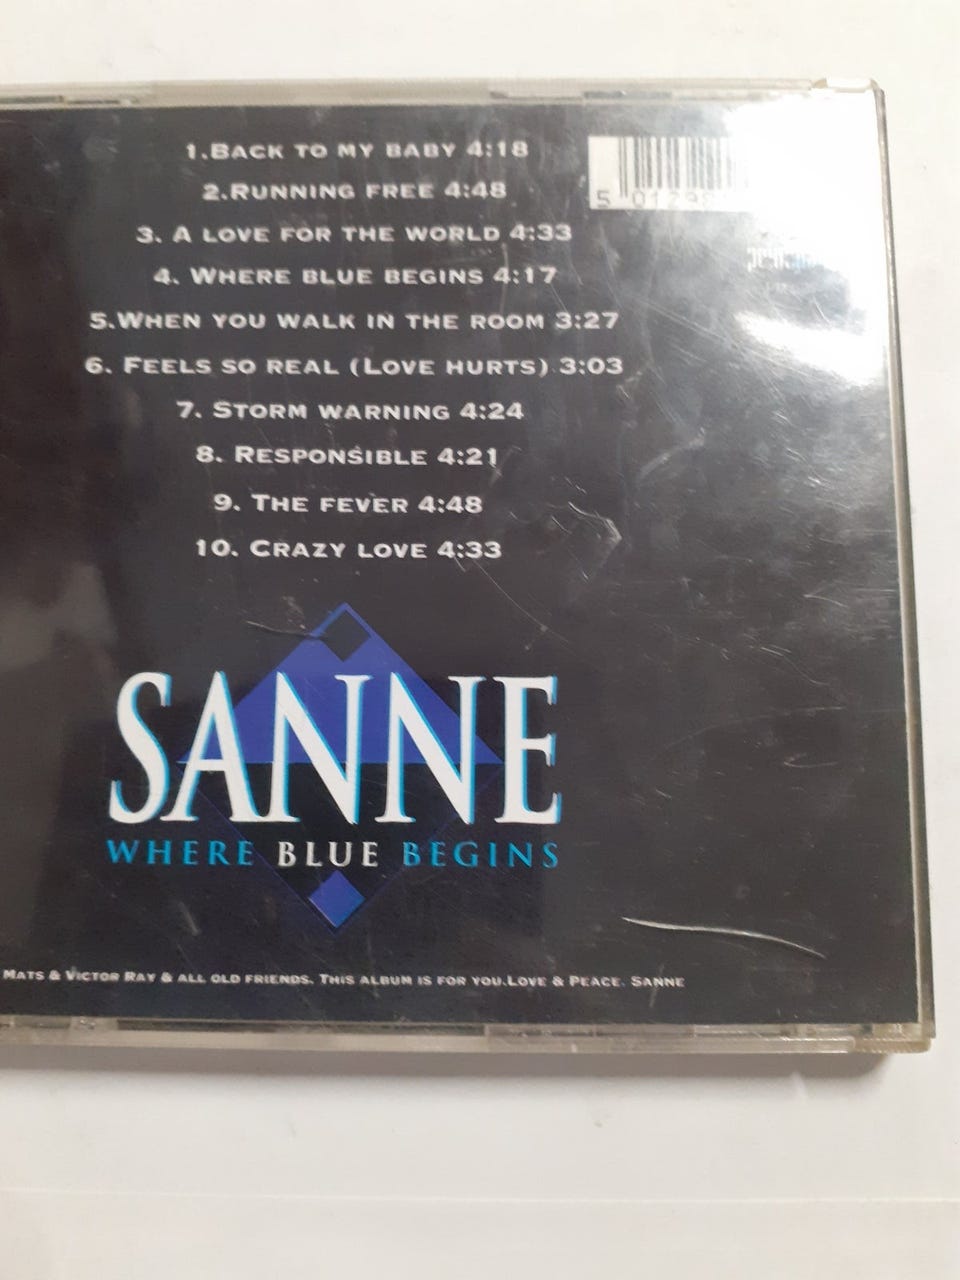 1.BACK TO MY BABY 4:18
2.RUNNING FREE 4:48
3. A LOVE FOR THE WORLD 4:33
4. WHERE BLUE BEGINS 4:17
5.WHEN YOU WALK IN THE ROOM 3:27
6. FEELS SO REAL (LOVE HURTS) 3:03
7. STORM WARNING 4:24
8. RESPONSIBLE 4:21
9. THE FEVER 4:48
10. CRAZY LOVE 4:33
SANNE
WHERE BLUE BEGINS
MATS & VICTOR RAY & ALL OLD FRIENDS. THIS ALBUM IS FOR YOU.LOVE & PEACE. SANNE